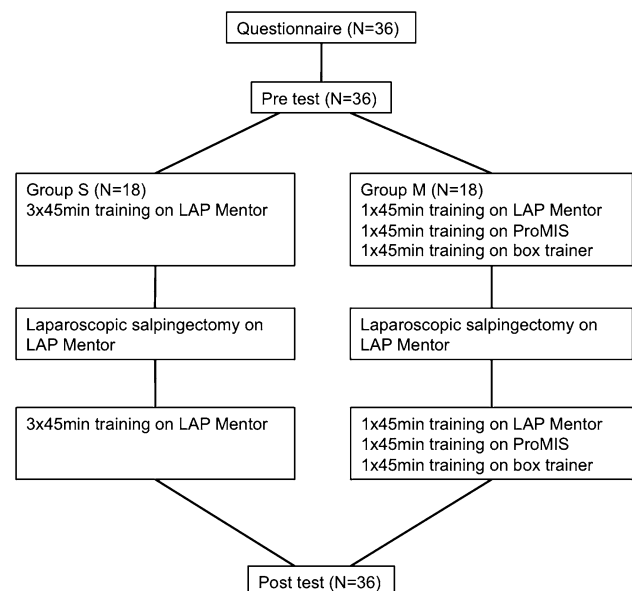 Questionnaire (N=36)
Pre test (N=36)
Group S (N=18)
3x45min training on LAP Mentor
Group M (N=18)
1x45min training on LAP Mentor
1x45min training on ProMIS
1x45min training on box trainer
Laparoscopic salpingectomy on
LAP Mentor
Laparoscopic salpingectomy on
LAP Mentor
3x45min training on LAP Mentor
1x45min training on LAP Mentor
1x45min training on ProMIS
1x45min training on box trainer
Post test (N=36)